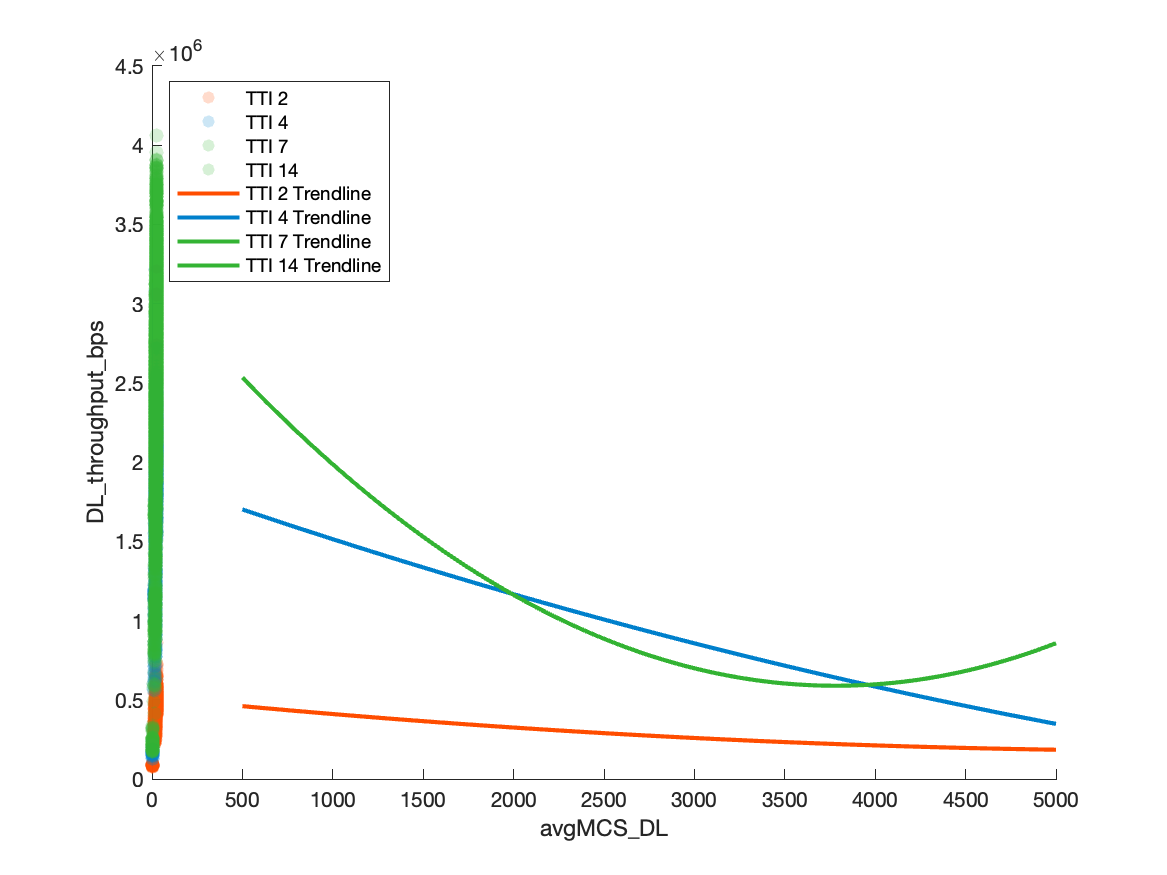 × 10^6
4.5
4
3.5
3
2.5
2
1.5
1
0.5
0
DL_throughput_bps
TTI 2
TTI 4
TTI 7
TTI 14
TTI 2 Trendline
TTI 4 Trendline
TTI 7 Trendline
TTI 14 Trendline
0 500 1000 1500 2000 2500 3000 3500 4000 4500 5000
avgMCS_DL